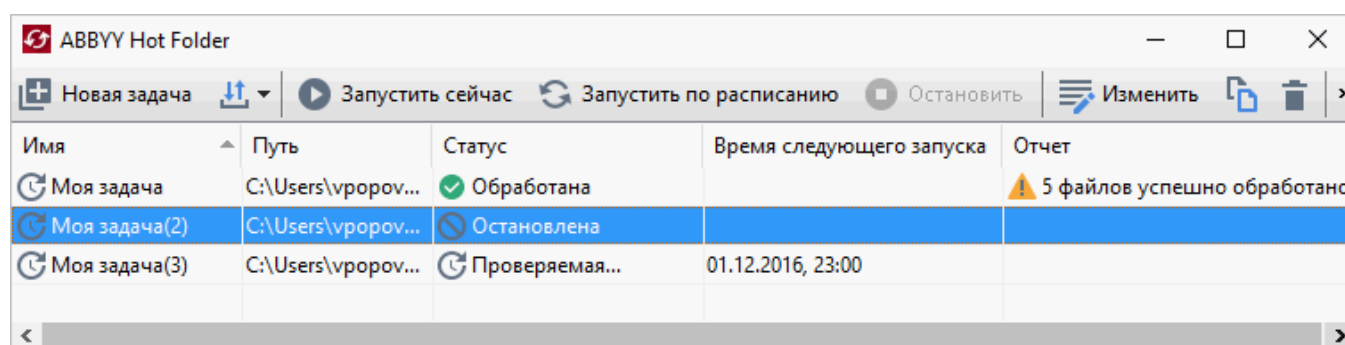 ABBYY Hot Folder
Новая задача Запустить сейчас Запустить по расписанию Остановить Изменить
Имя Путь Статус Время следующего запуска Отчет
Моя задача C:\Users\vpopov... Обработана 5 файлов успешно обработано
Моя задача(2) C:\Users\vpopov... Остановлена
Моя задача(3) C:\Users\vpopov... Проверяемая... 01.12.2016, 23:00